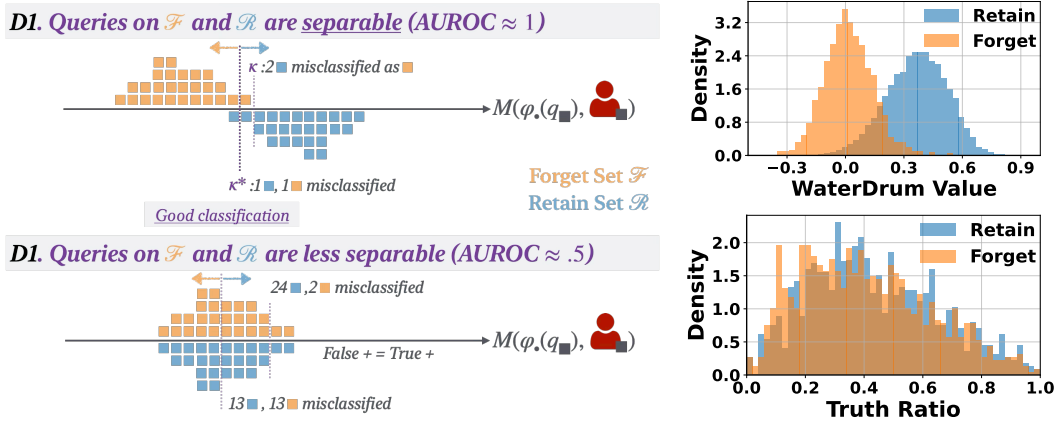 D1. Queries on ℱ and ℛ are separable (AUROC ≈ 1)
κ :2 misclassified as
M(φ•(q■), ■)
κ* :1 , 1 misclassified
Good classification
Forget Set ℱ
Retain Set ℛ
D1. Queries on ℱ and ℛ are less separable (AUROC ≈ .5)
24 ,2 misclassified
M(φ•(q■), ■)
False + = True +
13 , 13 misclassified
Retain
Forget
Density
3.2
2.4
1.6
0.8
0.0
−0.3 0.0 0.3 0.6 0.9
WaterDrum Value
Retain
Forget
Density
2.0
1.5
1.0
0.5
0.0
0.0 0.2 0.4 0.6 0.8 1.0
Truth Ratio